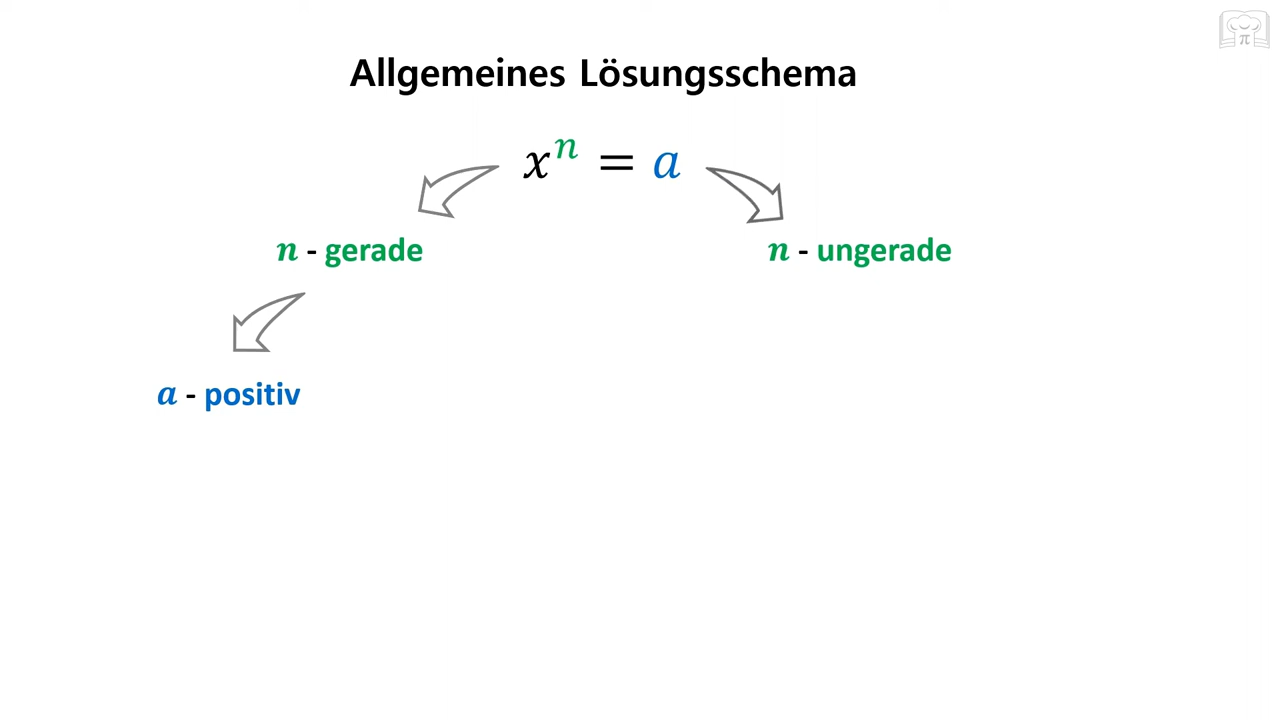 Allgemeines Lösungsschema
xⁿ = a
n - gerade
n - ungerade
a - positiv